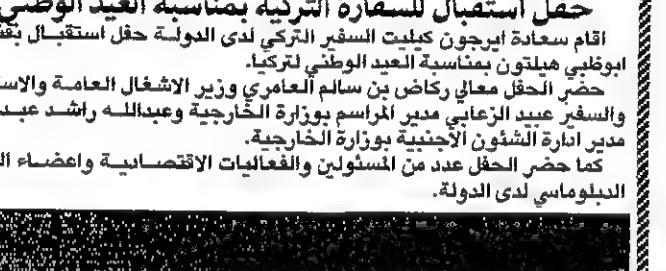 حفل استقبال للسفارة التركية بمناسبة العيد الوطني
اقام سعادة ايرجون كيليت السفير التركي لدى الدولة حفل استقبال
ابوظبي هيلتون بمناسبة العيد الوطني لتركيا.
حضر الحفل معالي ركاض بن سالم العامري وزير الاشغال العامة
والسفير عبيد الزعابي مدير المراسم بوزارة الخارجية وعبدالله راشد
مدير ادارة الشئون الاجنبية بوزارة الخارجية.
كما حضر الحفل عدد من المسئولين والفعاليات الاقتصادية واعضاء
الدبلوماسي لدى الدولة.